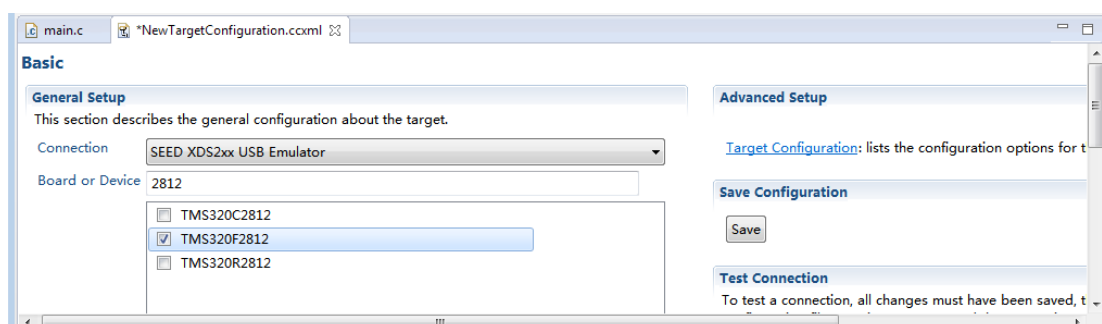 main.c
*NewTargetConfiguration.ccxml
Basic
General Setup
This section describes the general configuration about the target.
Connection
SEED XDS2xx USB Emulator
Board or Device
2812
TMS320C2812
TMS320F2812
TMS320R2812
Advanced Setup
Target Configuration: lists the configuration options for t
Save Configuration
Save
Test Connection
To test a connection, all changes must have been saved, t